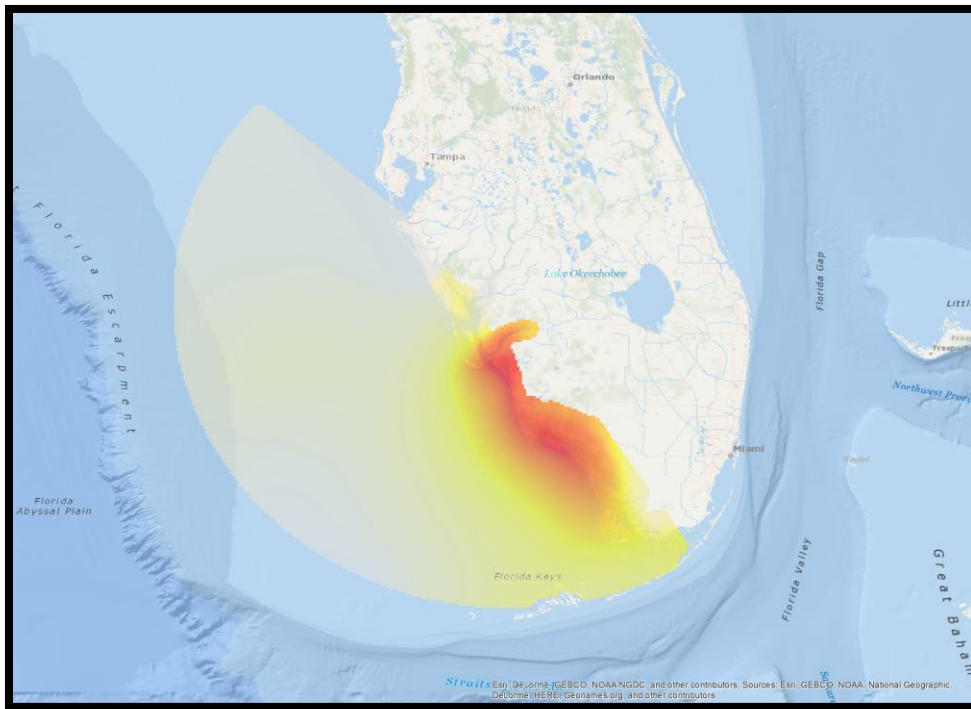 Orlando
Tampa
Florida Escarpment
Lake Okeechobee
Florida Gap
Little
Freeport
Northwest Prov
Miami
Florida
Abyssal Plain
Florida Keys
Florida Valley
Great Baham
Straits
Esri, DeLorme, GEBCO, NOAA NGDC, and other contributors, Sources: Esri, GEBCO, NOAA, National Geographic,
DeLorme, HERE, Geonames.org, and other contributors